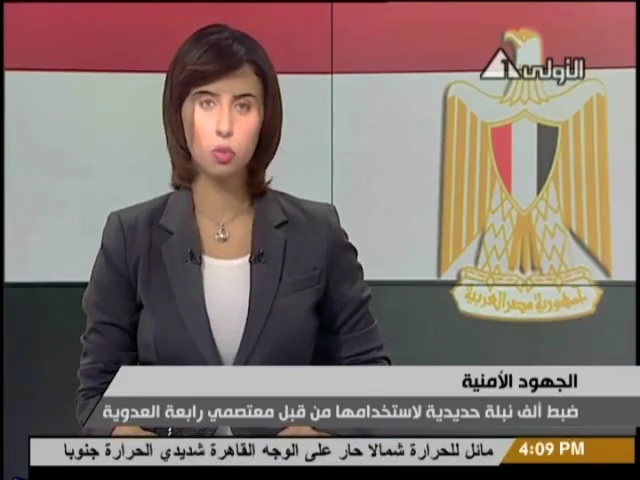 الأولى
جمهورية مصر العربية
الجهود الأمنية
ضبط ألف نبلة حديدية لاستخدامها من قبل معتصمي رابعة العدوية
مائل للحرارة شمالا حار على الوجه القاهرة شديدي الحرارة جنوبا
4:09 PM